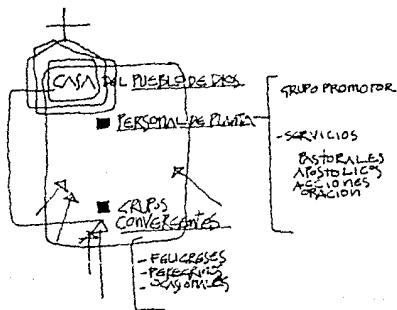 CASA DEL PUEBLO DE DIOS
PERSONAL DE PLANTA
GRUPO PROMOTOR
-SERVICIOS
PASTORALES
APOSTOLICOS
ACCIONES
ORACION
GRUPOS
CONVERGANTES
-FELIGRESES
-PEREGRINOS
-OCASIONALES